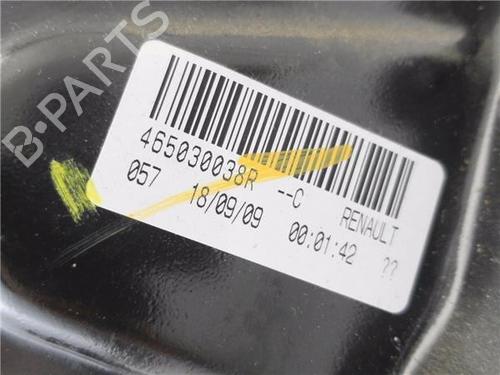 B-PARTS
465030038R --C RENAULT
057 18/09/09 00:01:42 ??